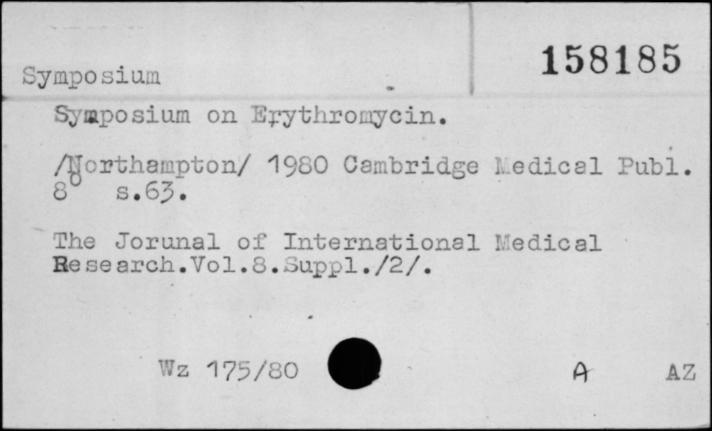 158185
Symposium
Symposium on Erythromycin.
/Northampton/ 1980 Cambridge Medical Publ.
8° s.63.
The Jorunal of International Medical
Research.Vol.8.Suppl./2/.
Wz 175/80 A AZ